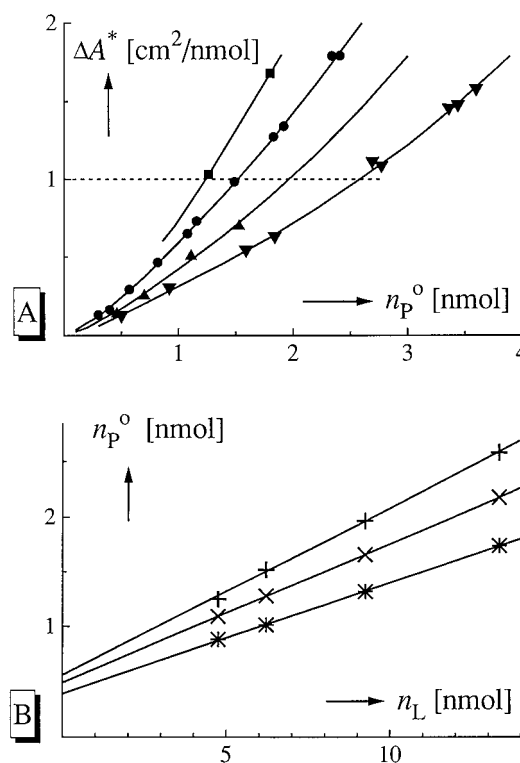 2
ΔA* [cm²/nmol]
1
A
n_P° [nmol]
1 2 3 4
n_P° [nmol]
2
1
B
n_L [nmol]
5 10